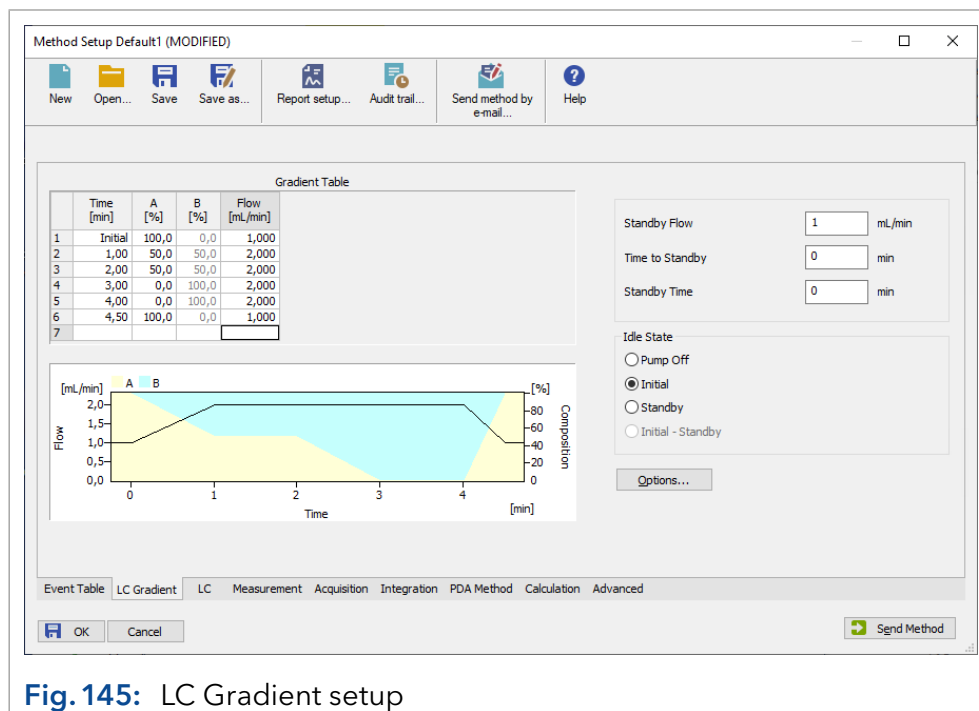 Method Setup Default1 (MODIFIED)
New Open... Save Save as... Report setup... Audit trail... Send method by e-mail... Help
Gradient Table
Time [min] A [%] B [%] Flow [mL/min]
1 Initial 100,0 0,0 1,000
2 1,00 50,0 50,0 2,000
3 2,00 50,0 50,0 2,000
4 3,00 0,0 100,0 2,000
5 4,00 0,0 100,0 2,000
6 4,50 100,0 0,0 1,000
7
Standby Flow 1 mL/min
Time to Standby 0 min
Standby Time 0 min
Idle State
Pump Off
Initial
Standby
Initial - Standby
Options...
[mL/min] A B [%]
2,0 80
1,5 60
1,0 40
0,5 20
0,0 0
Flow
Composition
0 1 2 3 4 [min]
Time
Event Table LC Gradient LC Measurement Acquisition Integration PDA Method Calculation Advanced
OK Cancel Send Method
Fig. 145: LC Gradient setup